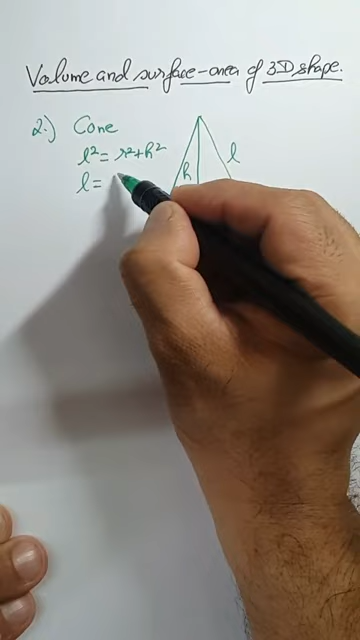 Volume and surface-area of 3D shape.
2.) Cone
l² = r² + h²
l =
h
l